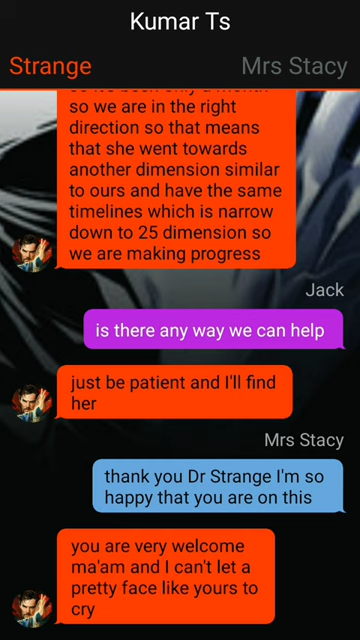 Kumar Ts
Strange
Mrs Stacy
so we are in the right
direction so that means
that she went towards
another dimension similar
to ours and have the same
timelines which is narrow
down to 25 dimension so
we are making progress
Jack
is there any way we can help
just be patient and I'll find
her
Mrs Stacy
thank you Dr Strange I'm so
happy that you are on this
you are very welcome
ma'am and I can't let a
pretty face like yours to
cry